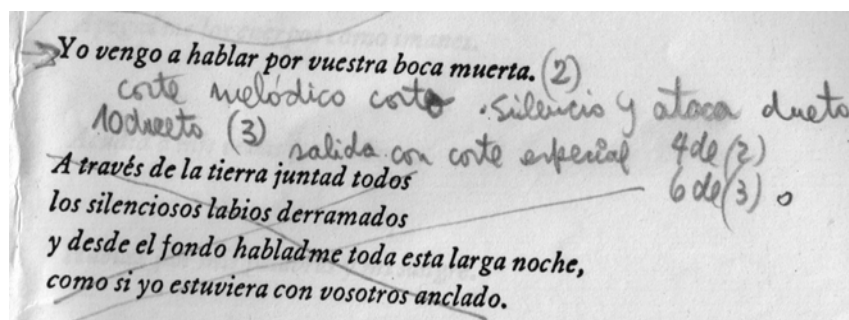 Yo vengo a hablar por vuestra boca muerta. (2)
corte melódico corto . silencio y ataca dueto
10 dueto (3) salida con corte especial 4 de (2)
6 de (3) o
A través de la tierra juntad todos
los silenciosos labios derramados
y desde el fondo habladme toda esta larga noche,
como si yo estuviera con vosotros anclado.